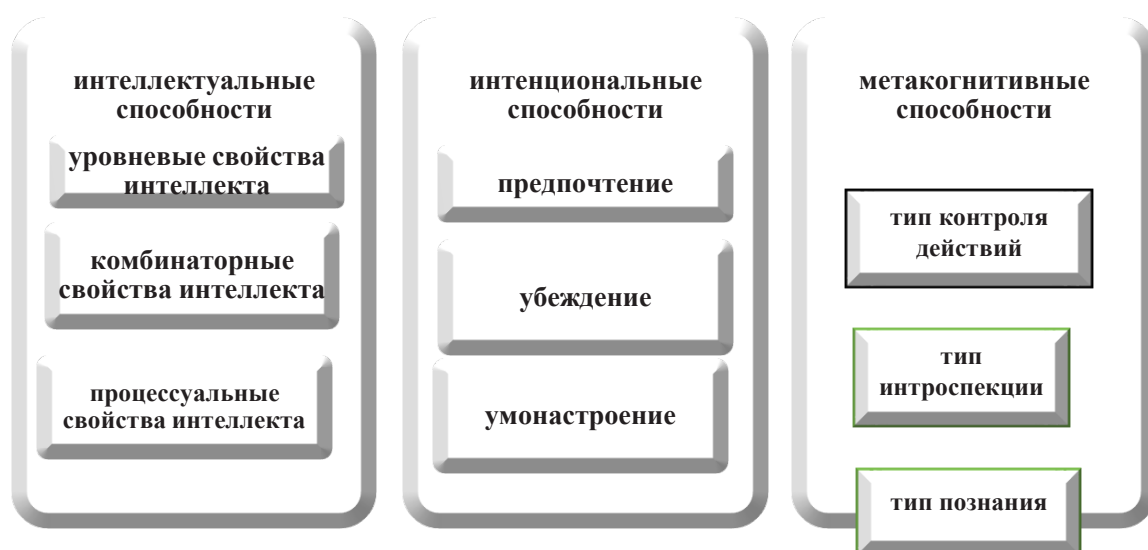 интеллектуальные
способности
уровневые свойства
интеллекта
комбинаторные
свойства интеллекта
процессуальные
свойства интеллекта
интенциональные
способности
предпочтение
убеждение
умонастроение
метакогнитивные
способности
тип контроля
действий
тип
интроспекции
тип познания